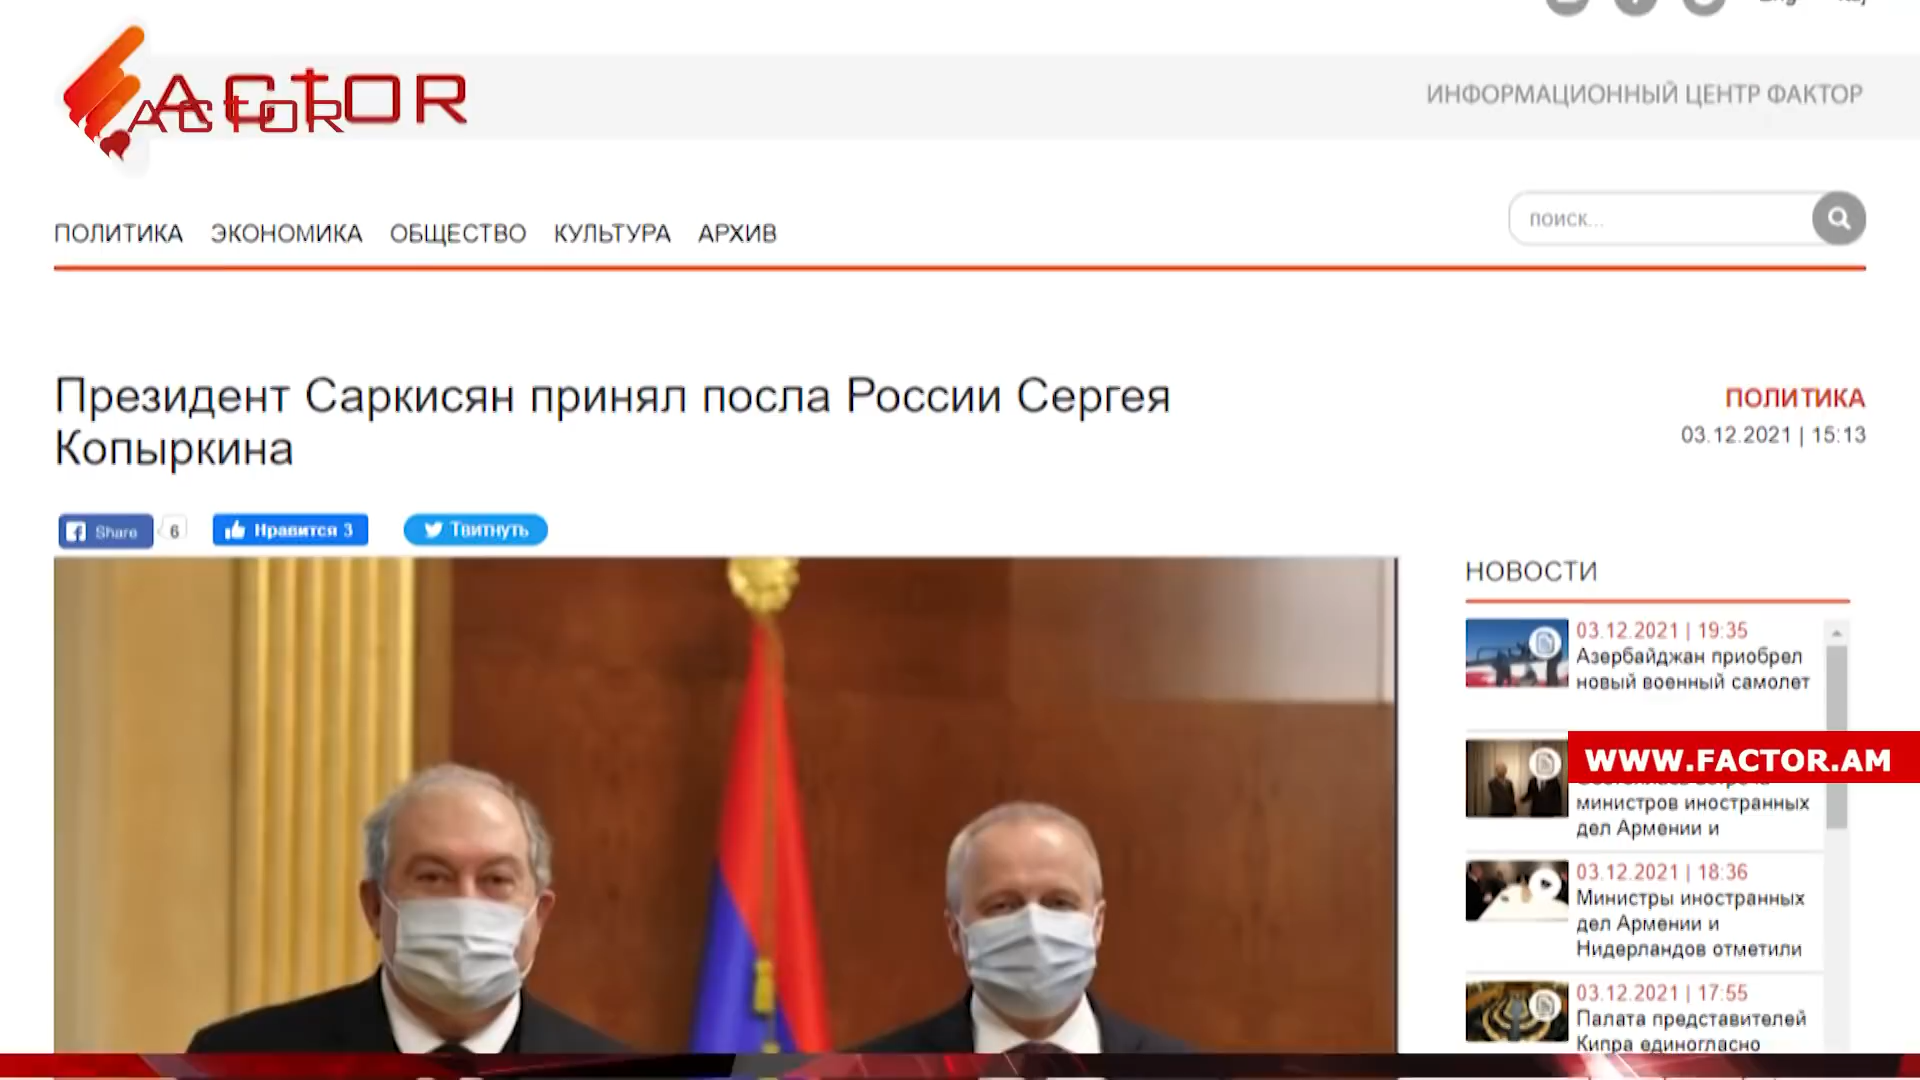 ACTOR
ACTOR
ИНФОРМАЦИОННЫЙ ЦЕНТР ФАКТОР
поиск...
ПОЛИТИКА ЭКОНОМИКА ОБЩЕСТВО КУЛЬТУРА АРХИВ
Президент Саркисян принял посла России Сергея
Копыркина
ПОЛИТИКА
03.12.2021 | 15:13
Share 6 Нравится 3 Твитнуть
НОВОСТИ
03.12.2021 | 19:35
Азербайджан приобрел
новый военный самолет
WWW.FACTOR.AM
министров иностранных
дел Армении и
03.12.2021 | 18:36
Министры иностранных
дел Армении и
Нидерландов отметили
03.12.2021 | 17:55
Палата представителей
Кипра единогласно